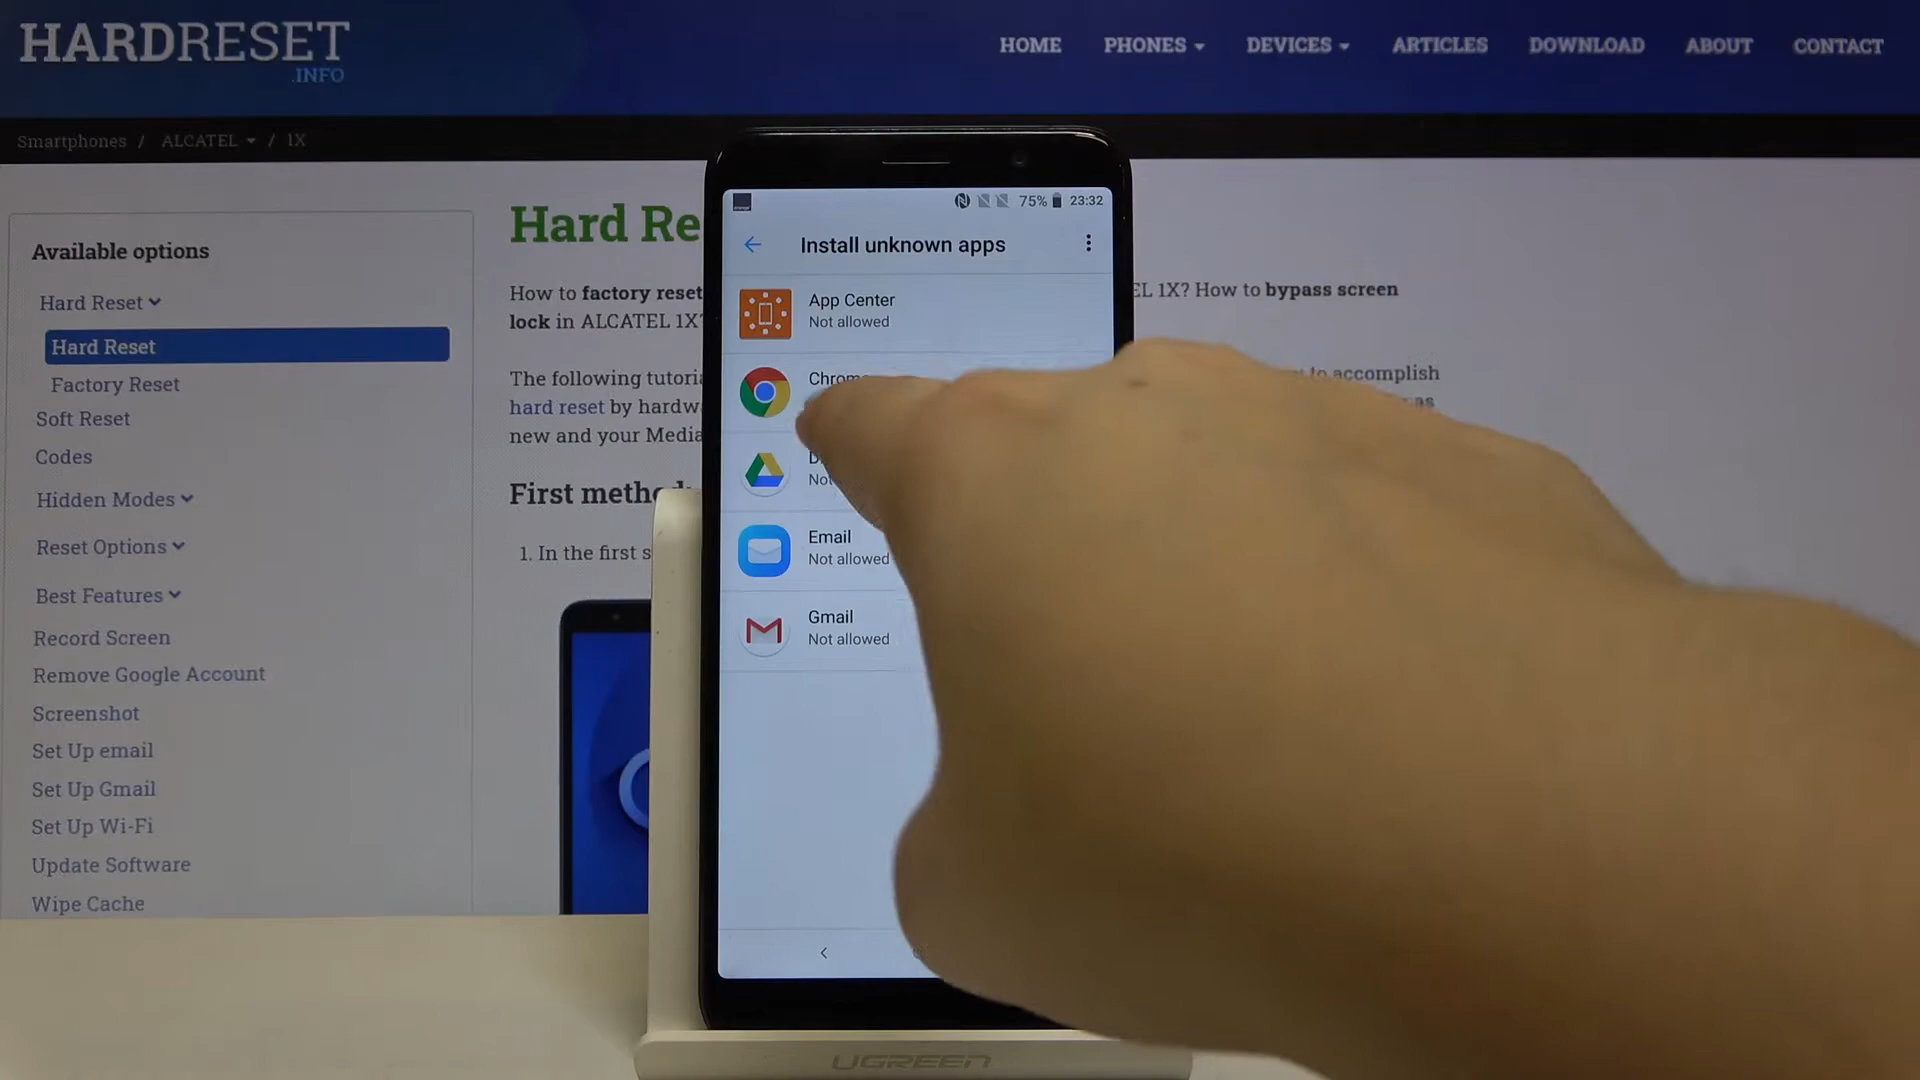 HARDRESET
.INFO
HOME PHONES DEVICES ARTICLES DOWNLOAD ABOUT CONTACT
Smartphones / ALCATEL / 1X
Available options
Hard Reset
Hard Reset
Factory Reset
Soft Reset
Codes
Hidden Modes
Reset Options
Best Features
Record Screen
Remove Google Account
Screenshot
Set Up email
Set Up Gmail
Set Up Wi-Fi
Update Software
Wipe Cache
Hard Re
How to factory reset
1X? How to bypass screen
lock in ALCATEL 1X?
The following
to accomplish
hard reset by
as
new and your
First
1. In the first
75% 23:32
Install unknown apps
App Center
Not allowed
Chrome
Not
Email
Not allowed
Gmail
Not allowed
UGREEN